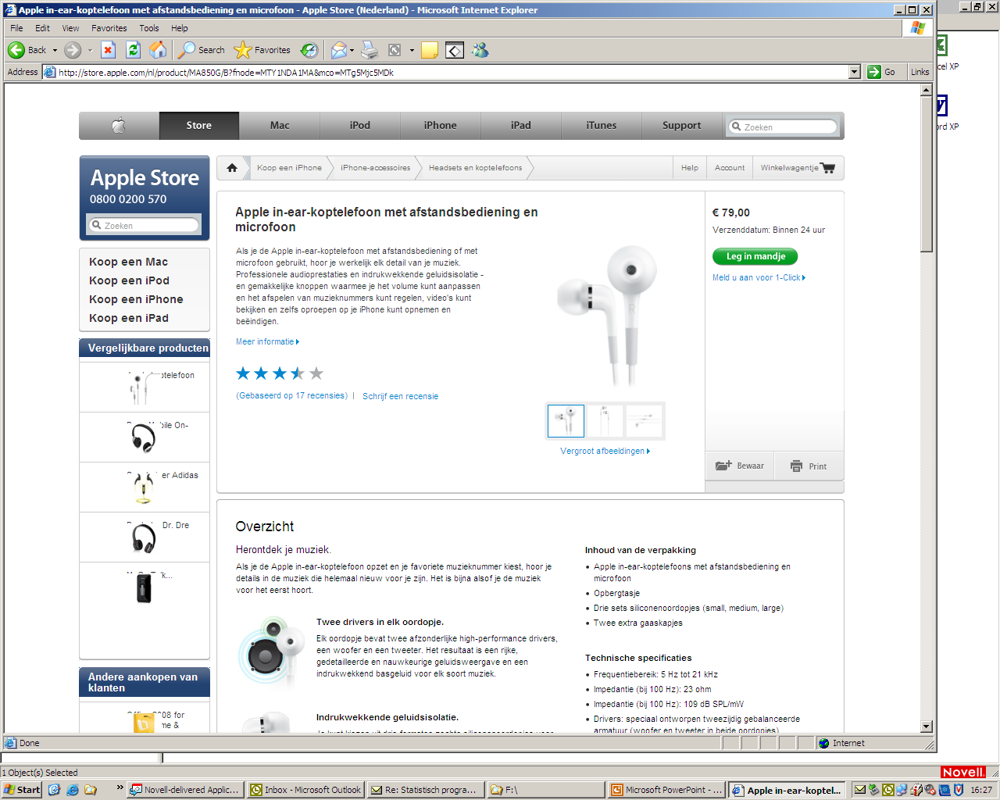 Apple in-ear-koptelefoon met afstandsbediening en microfoon - Apple Store (Nederland) - Microsoft Internet Explorer
File Edit View Favorites Tools Help
Back Search Favorites
Address http://store.apple.com/nl/product/MA850G/B?fnode=MTY1NDA1MA&mco=MTg5Mjc5MDk Go Links
cel XP
ord XP
Store Mac iPod iPhone iPad iTunes Support Zoeken
Apple Store
0800 0200 570
Zoeken
Koop een Mac
Koop een iPod
Koop een iPhone
Koop een iPad
Vergelijkbare producten
telefoon
bile On-
er Adidas
Dr. Dre
Andere aankopen van
klanten
2008 for
me &
Koop een iPhone iPhone-accessoires Headsets en koptelefoons Help Account Winkelwagentje
Apple in-ear-koptelefoon met afstandsbediening en
microfoon
Als je de Apple in-ear-koptelefoon met afstandsbediening of met
microfoon gebruikt, hoor je werkelijk elk detail van je muziek.
Professionele audioprestaties en indrukwekkende geluidsisolatie -
en gemakkelijke knoppen waarmee je het volume kunt aanpassen
en het afspelen van muzieknummers kunt regelen, video's kunt
bekijken en zelfs oproepen op je iPhone kunt opnemen en
beëindigen.
Meer informatie
(Gebaseerd op 17 recensies) | Schrijf een recensie
Vergroot afbeeldingen
€ 79,00
Verzenddatum: Binnen 24 uur
Leg in mandje
Meld u aan voor 1-Click
Bewaar Print
Overzicht
Herontdek je muziek.
Als je de Apple in-ear-koptelefoon opzet en je favoriete muzieknummer kiest, hoor je
details in de muziek die helemaal nieuw voor je zijn. Het is bijna alsof je de muziek
voor het eerst hoort.
Twee drivers in elk oordopje.
Elk oordopje bevat twee afzonderlijke high-performance drivers,
een woofer en een tweeter. Het resultaat is een rijke,
gedetailleerde en nauwkeurige geluidsweergave en een
indrukwekkend basgeluid voor elk soort muziek.
Indrukwekkende geluidsisolatie.
Inhoud van de verpakking
Apple in-ear-koptelefoons met afstandsbediening en
microfoon
Opbergtasje
Drie sets siliconenoordopjes (small, medium, large)
Twee extra gaaskapjes
Technische specificaties
Frequentiebereik: 5 Hz tot 21 kHz
Impedantie (bij 100 Hz): 23 ohm
Impedantie (bij 100 Hz): 109 dB SPL/mW
Drivers: speciaal ontworpen tweezijdig gebalanceerde
armatuur (woofer en tweeter in beide oordopjes)
Done Internet
1 Object(s) Selected Novell.
Start Novell-delivered Applic... Inbox - Microsoft Outlook Re: Statistisch progra... F:\ Microsoft PowerPoint - ... Apple in-ear-koptel... 16:27